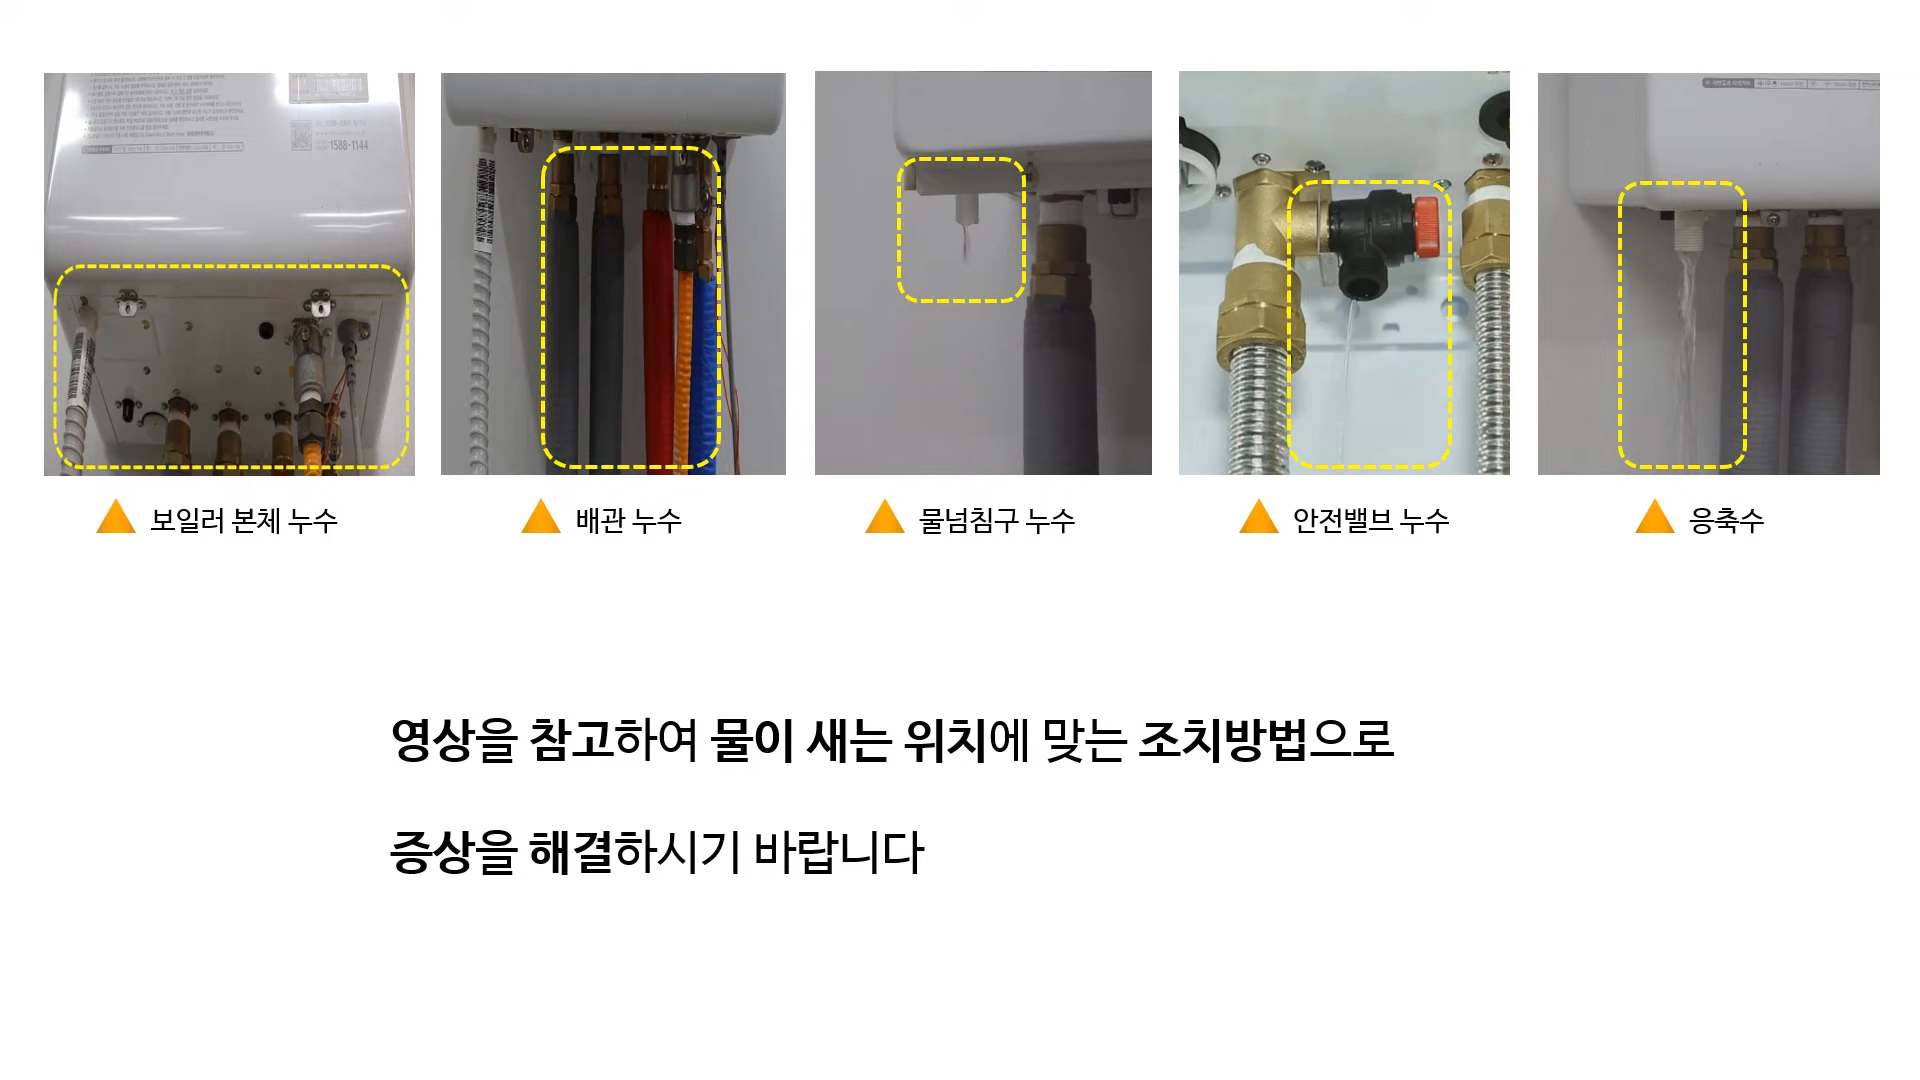 1588-1144
보일러 본체 누수
배관 누수
물넘침구 누수
안전밸브 누수
응축수
영상을 참고하여 물이 새는 위치에 맞는 조치방법으로
증상을 해결하시기 바랍니다